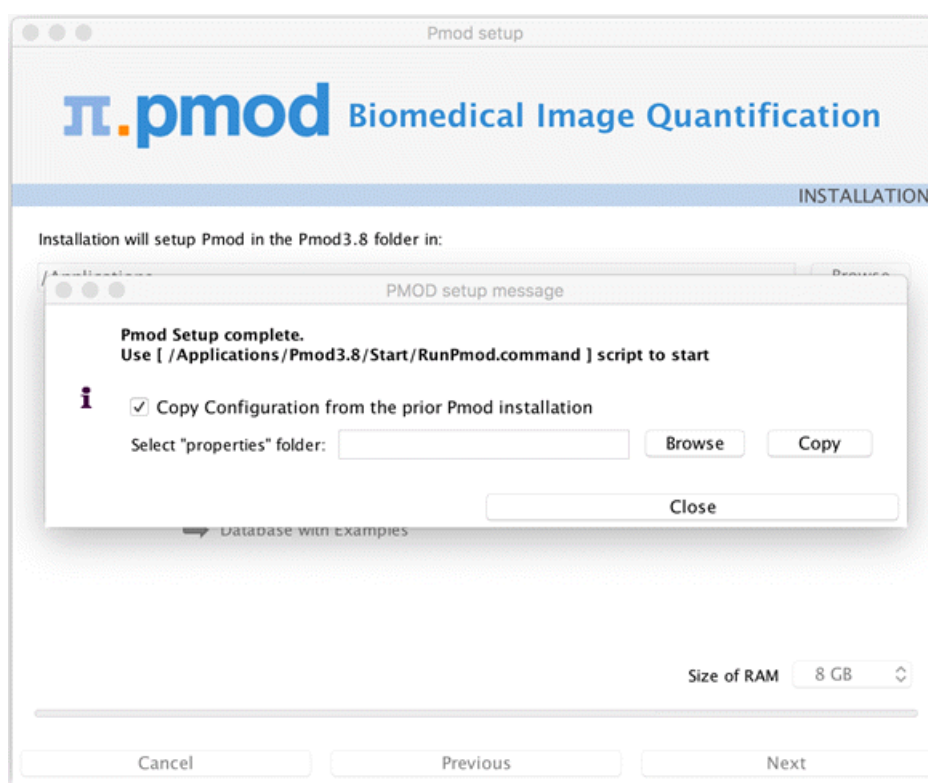 Pmod setup
π.pmod Biomedical Image Quantification
INSTALLATION
Installation will setup Pmod in the Pmod3.8 folder in:
/Applications Browse
PMOD setup message
Pmod Setup complete.
Use [ /Applications/Pmod3.8/Start/RunPmod.command ] script to start
Copy Configuration from the prior Pmod installation
Select "properties" folder: Browse Copy
Close
Database with Examples
Size of RAM 8 GB
Cancel Previous Next